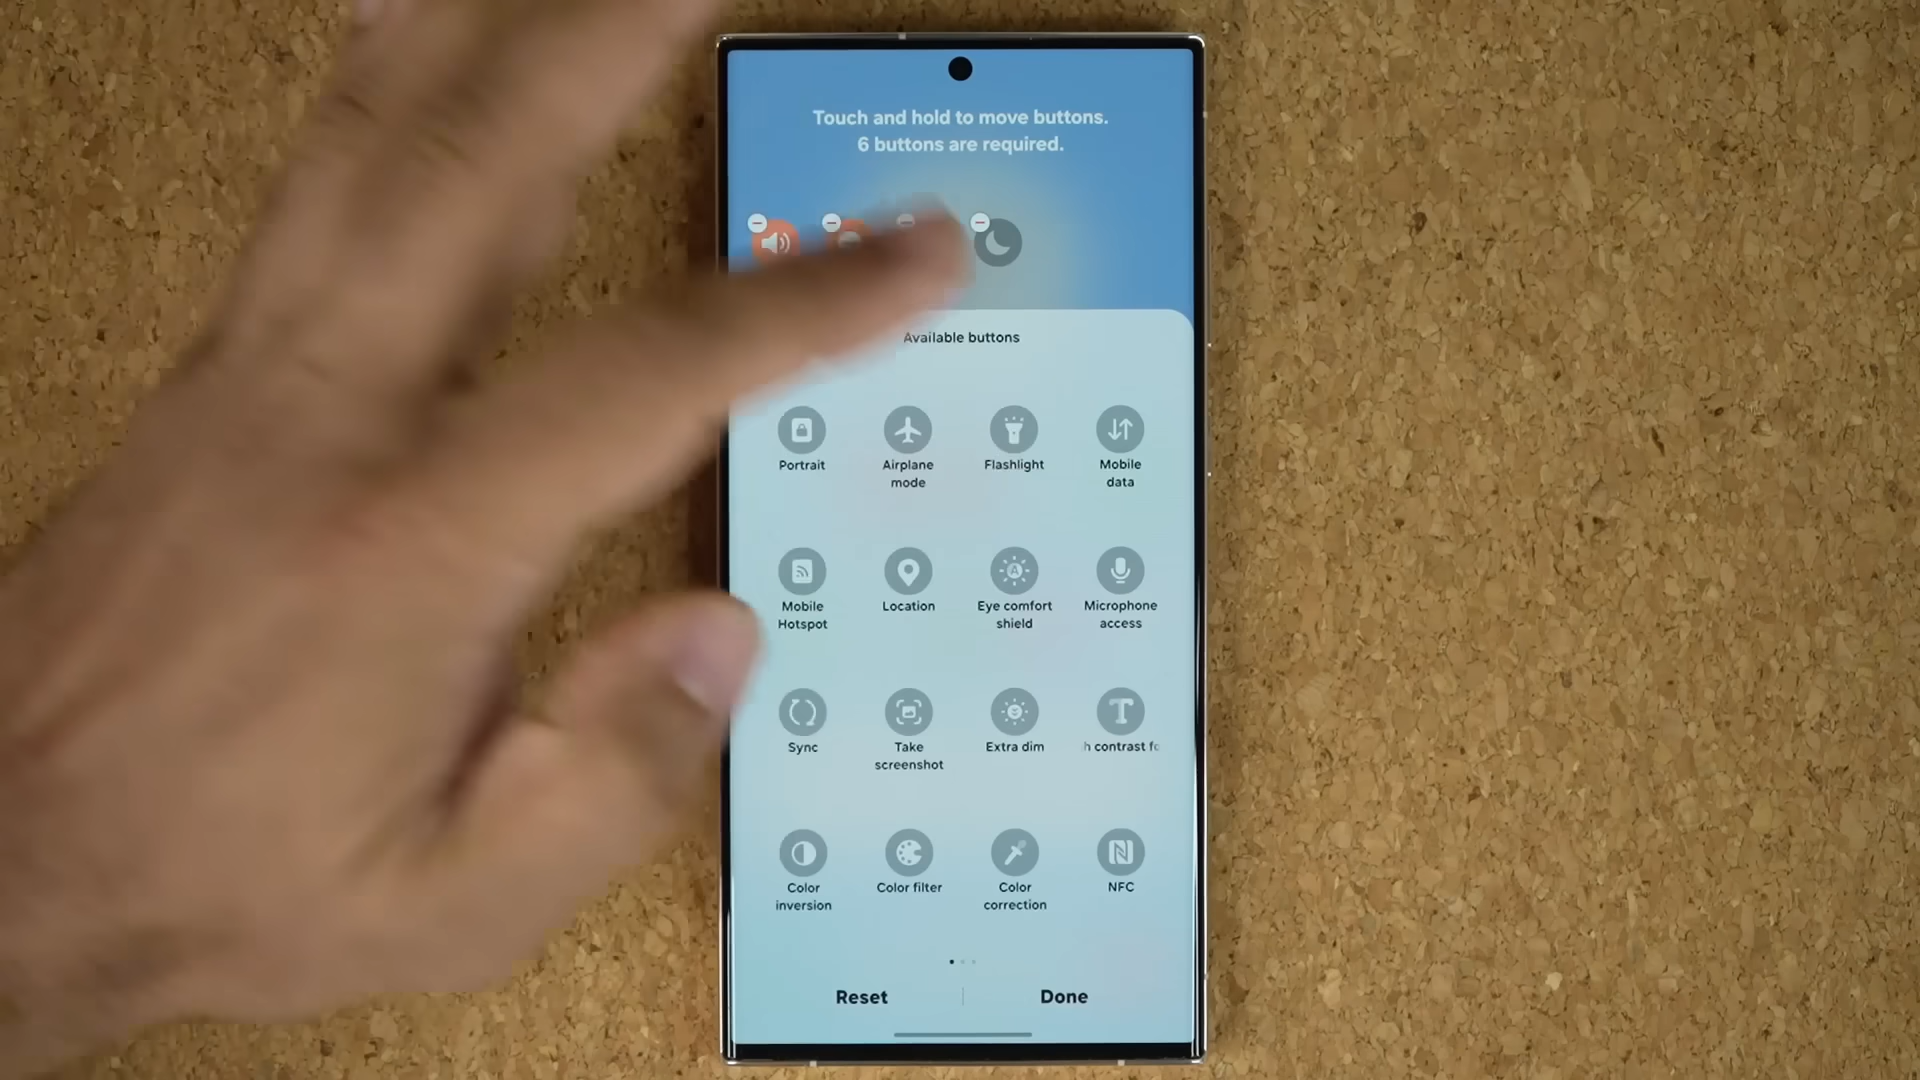 Touch and hold to move buttons.
6 buttons are required.
Available buttons
Portrait
Airplane
mode
Flashlight
Mobile
data
Mobile
Hotspot
Location
Eye comfort
shield
Microphone
access
Sync
Take
screenshot
Extra dim
h contrast fo
Color
inversion
Color filter
Color
correction
NFC
Reset
Done